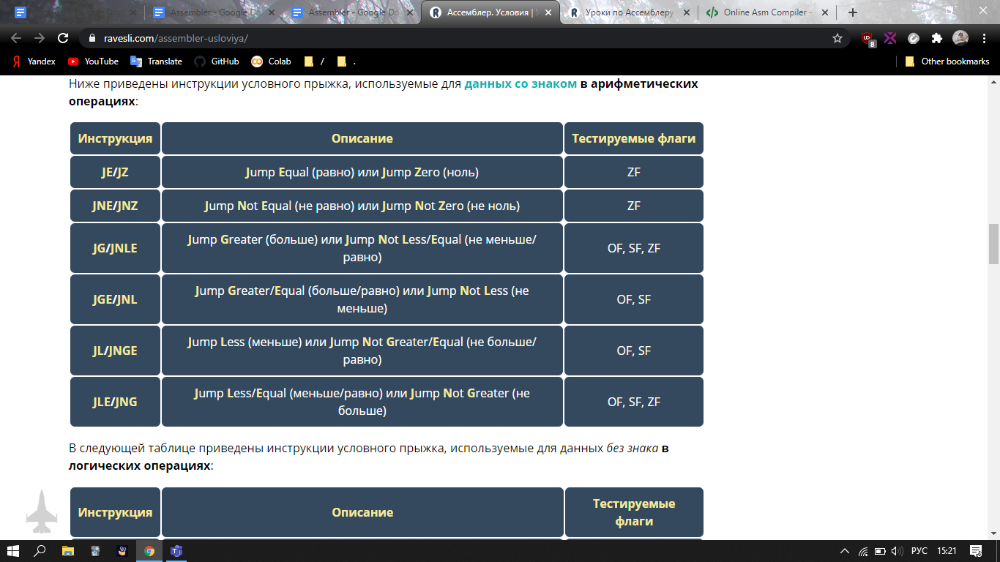 Assembler - Google Do
Assembler - Google Do
Ассемблер. Условия |
Уроки по Ассемблеру
Online Asm Compiler -
ravesli.com/assembler-usloviya/
8
Yandex
YouTube
Translate
GitHub
Colab
/
.
Other bookmarks
Ниже приведены инструкции условного прыжка, используемые для данных со знаком в арифметических
операциях:
Инструкция Описание Тестируемые флаги
JE/JZ Jump Equal (равно) или Jump Zero (ноль) ZF
JNE/JNZ Jump Not Equal (не равно) или Jump Not Zero (не ноль) ZF
JG/JNLE Jump Greater (больше) или Jump Not Less/Equal (не меньше/
равно) OF, SF, ZF
JGE/JNL Jump Greater/Equal (больше/равно) или Jump Not Less (не
меньше) OF, SF
JL/JNGE Jump Less (меньше) или Jump Not Greater/Equal (не больше/
равно) OF, SF
JLE/JNG Jump Less/Equal (меньше/равно) или Jump Not Greater (не
больше) OF, SF, ZF
В следующей таблице приведены инструкции условного прыжка, используемые для данных без знака в
логических операциях:
Инструкция Описание Тестируемые
флаги
РУС
15:21